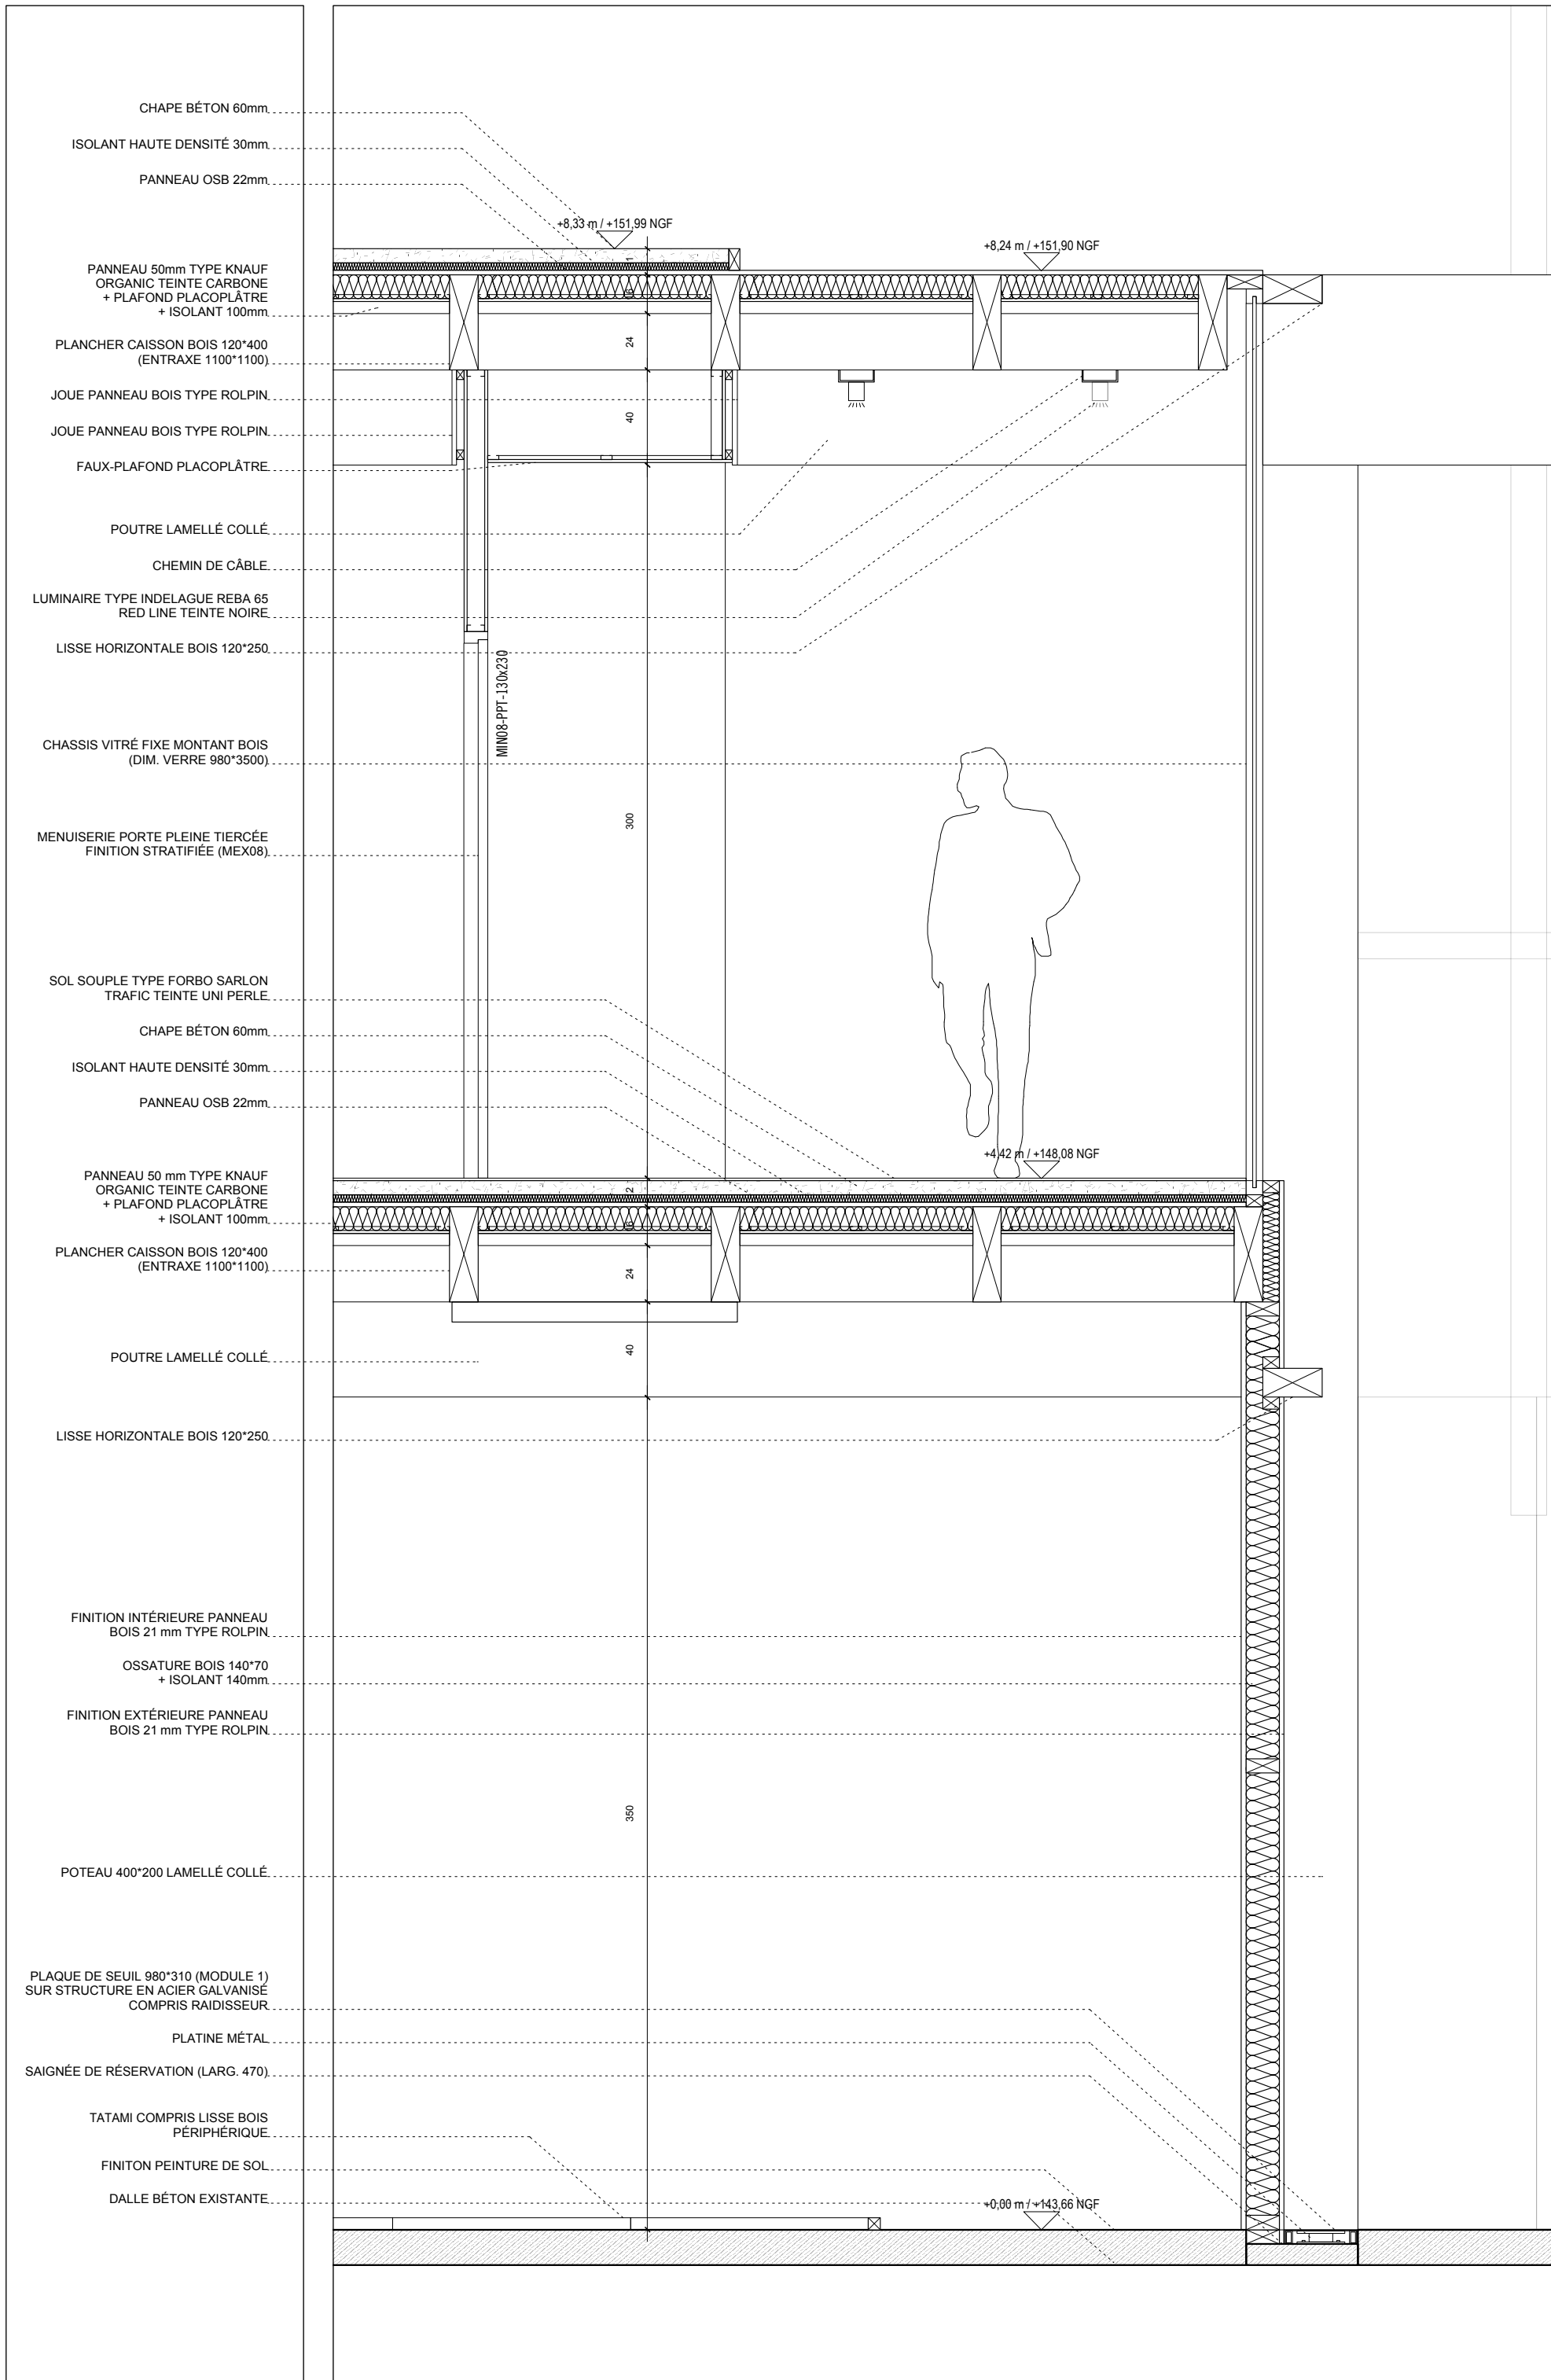 CHAPE BÉTON 60mm
ISOLANT HAUTE DENSITÉ 30mm
PANNEAU OSB 22mm
+8,33 m / +151,99 NGF
+8,24 m / +151,90 NGF
PANNEAU 50mm TYPE KNAUF
ORGANIC TEINTE CARBONE
+ PLAFOND PLACOPLÂTRE
+ ISOLANT 100mm
1
16
PLANCHER CAISSON BOIS 120*400
(ENTRAXE 1100*1100)
24
JOUE PANNEAU BOIS TYPE ROLPIN
40
JOUE PANNEAU BOIS TYPE ROLPIN
FAUX-PLAFOND PLACOPLÂTRE
POUTRE LAMELLÉ COLLÉ
CHEMIN DE CÂBLE
LUMINAIRE TYPE INDELAGUE REBA 65
RED LINE TEINTE NOIRE
LISSE HORIZONTALE BOIS 120*250
MIN08-PPT-130x230
CHASSIS VITRÉ FIXE MONTANT BOIS
(DIM. VERRE 980*3500)
300
MENUISERIE PORTE PLEINE TIERCÉE
FINITION STRATIFIÉE (MEX08)
SOL SOUPLE TYPE FORBO SARLON
TRAFIC TEINTE UNI PERLE
CHAPE BÉTON 60mm
ISOLANT HAUTE DENSITÉ 30mm
PANNEAU OSB 22mm
+4,42 m / +148,08 NGF
PANNEAU 50 mm TYPE KNAUF
ORGANIC TEINTE CARBONE
+ PLAFOND PLACOPLÂTRE
+ ISOLANT 100mm
2
16
PLANCHER CAISSON BOIS 120*400
(ENTRAXE 1100*1100)
24
POUTRE LAMELLÉ COLLÉ
40
LISSE HORIZONTALE BOIS 120*250
FINITION INTÉRIEURE PANNEAU
BOIS 21 mm TYPE ROLPIN
OSSATURE BOIS 140*70
+ ISOLANT 140mm
FINITION EXTÉRIEURE PANNEAU
BOIS 21 mm TYPE ROLPIN
350
POTEAU 400*200 LAMELLÉ COLLÉ
PLAQUE DE SEUIL 980*310 (MODULE 1)
SUR STRUCTURE EN ACIER GALVANISÉ
COMPRIS RAIDISSEUR
PLATINE MÉTAL
SAIGNÉE DE RÉSERVATION (LARG. 470)
TATAMI COMPRIS LISSE BOIS
PÉRIPHÉRIQUE
FINITON PEINTURE DE SOL
DALLE BÉTON EXISTANTE
+0,00 m / +143,66 NGF